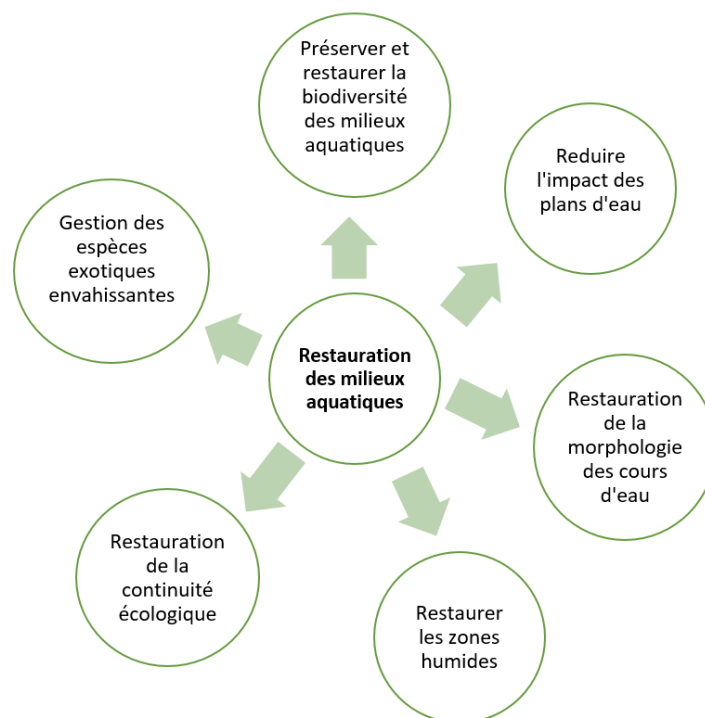 Préserver et
restaurer la
biodiversité
des milieux
aquatiques
Reduire
l'impact des
plans d'eau
Gestion des
espèces
exotiques
envahissantes
Restauration
des milieux
aquatiques
Restauration
de la
morphologie
des cours
d'eau
Restauration
de la
continuité
écologique
Restaurer
les zones
humides